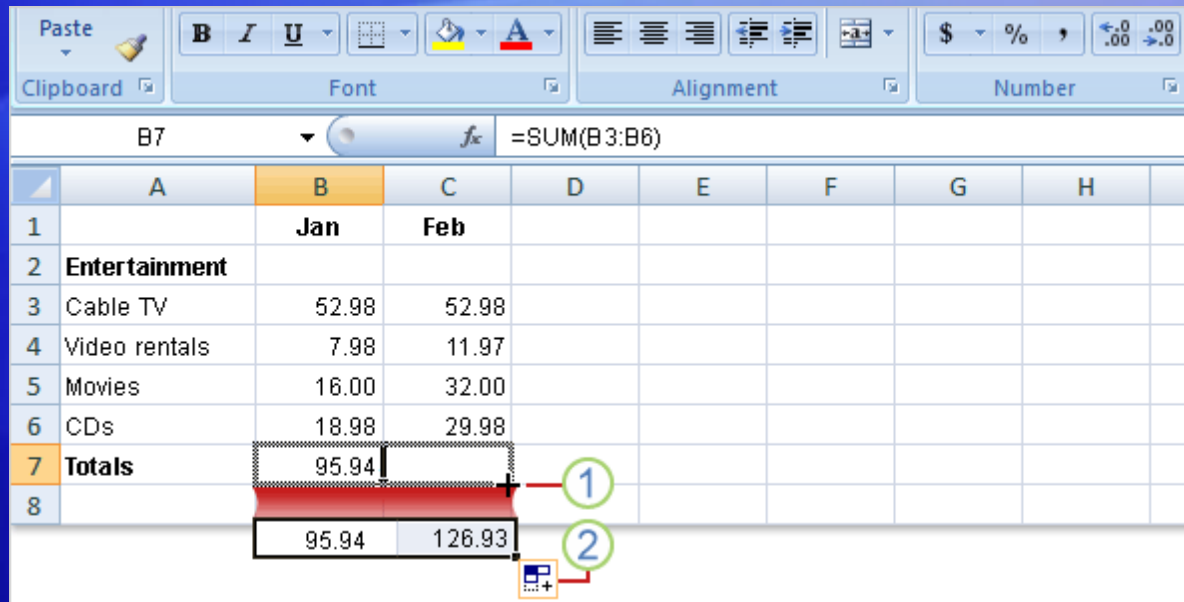 Paste
B I U A $ % , .0 .00 .00 .0
Clipboard Font Alignment Number
B7 fx =SUM(B3:B6)
A B C D E F G H
1 Jan Feb
2 Entertainment
3 Cable TV 52.98 52.98
4 Video rentals 7.98 11.97
5 Movies 16.00 32.00
6 CDs 18.98 29.98
7 Totals 95.94
1
8
95.94 126.93 2